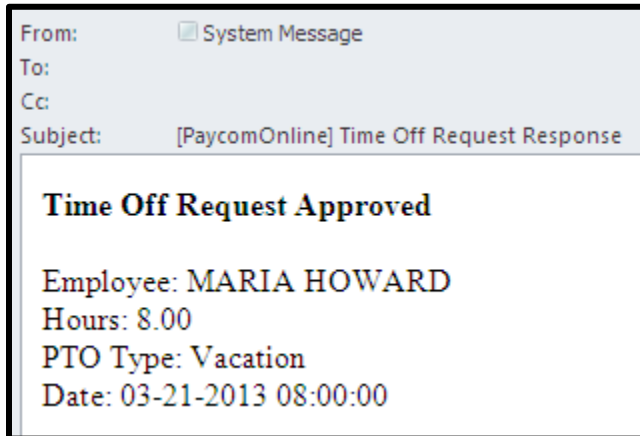 From: System Message
To:
Cc:
Subject: [PaycomOnline] Time Off Request Response
Time Off Request Approved
Employee: MARIA HOWARD
Hours: 8.00
PTO Type: Vacation
Date: 03-21-2013 08:00:00